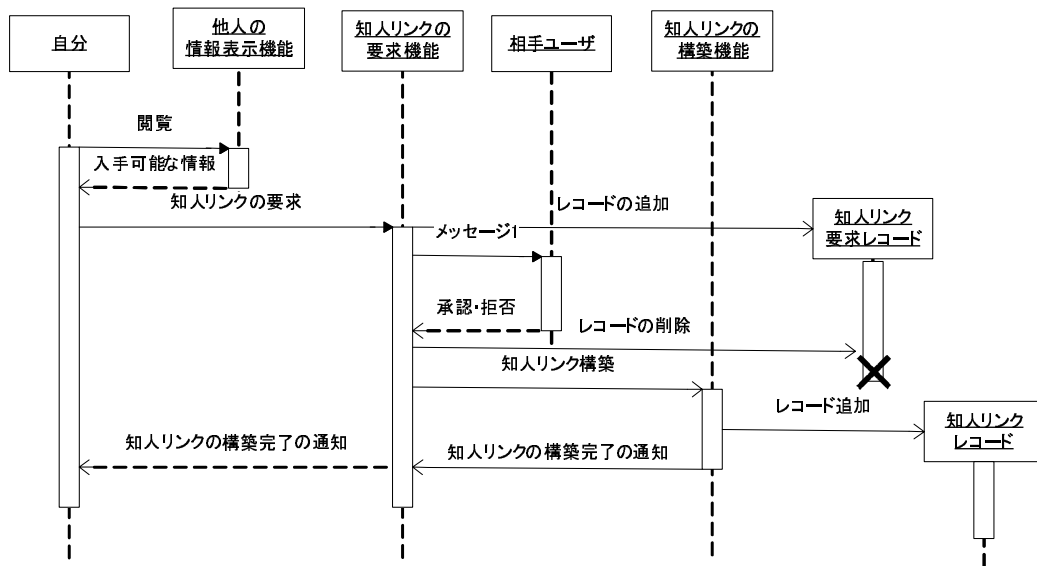 自分
他人の
情報表示機能
知人リンクの
要求機能
相手ユーザ
知人リンクの
構築機能
閲覧
入手可能な情報
知人リンクの要求
レコードの追加
メッセージ1
知人リンク
要求レコード
承認・拒否
レコードの削除
知人リンク構築
レコード追加
知人リンク
レコード
知人リンクの構築完了の通知
知人リンクの構築完了の通知